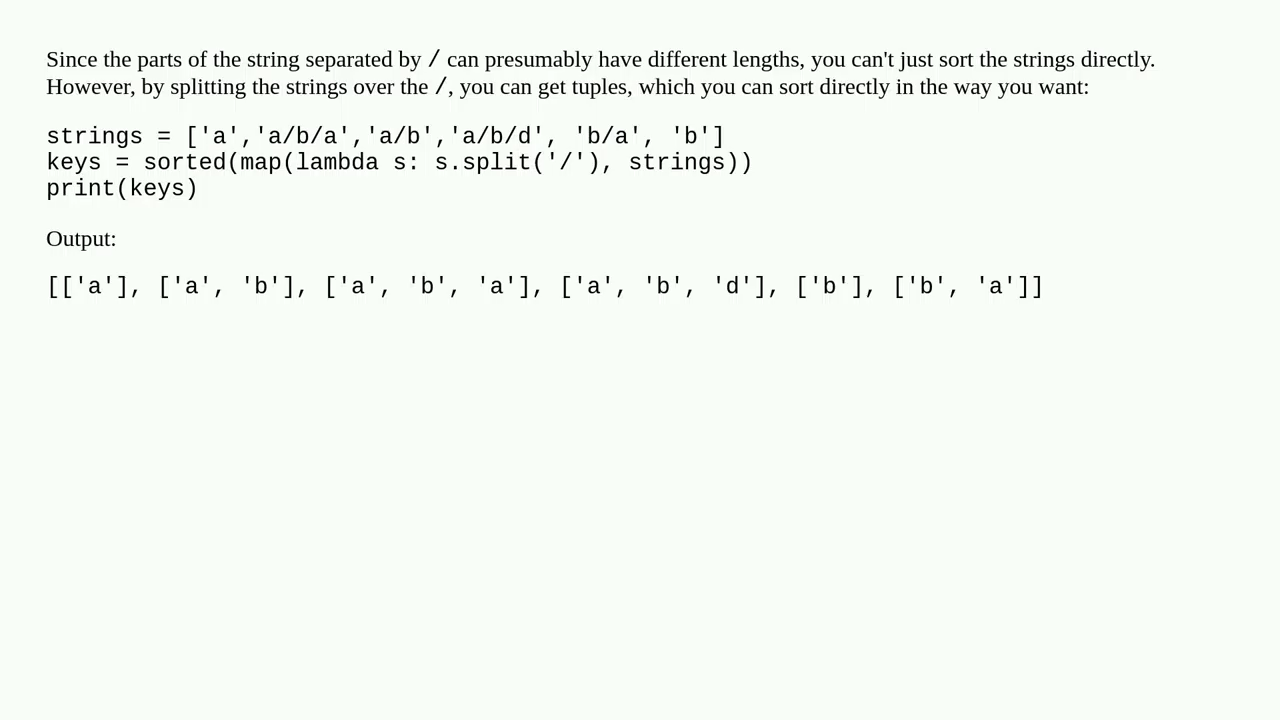 Since the parts of the string separated by / can presumably have different lengths, you can't just sort the strings directly.
However, by splitting the strings over the /, you can get tuples, which you can sort directly in the way you want:
strings = ['a','a/b/a','a/b','a/b/d', 'b/a', 'b']
keys = sorted(map(lambda s: s.split('/'), strings))
print(keys)
Output:
[['a'], ['a', 'b'], ['a', 'b', 'a'], ['a', 'b', 'd'], ['b'], ['b', 'a']]